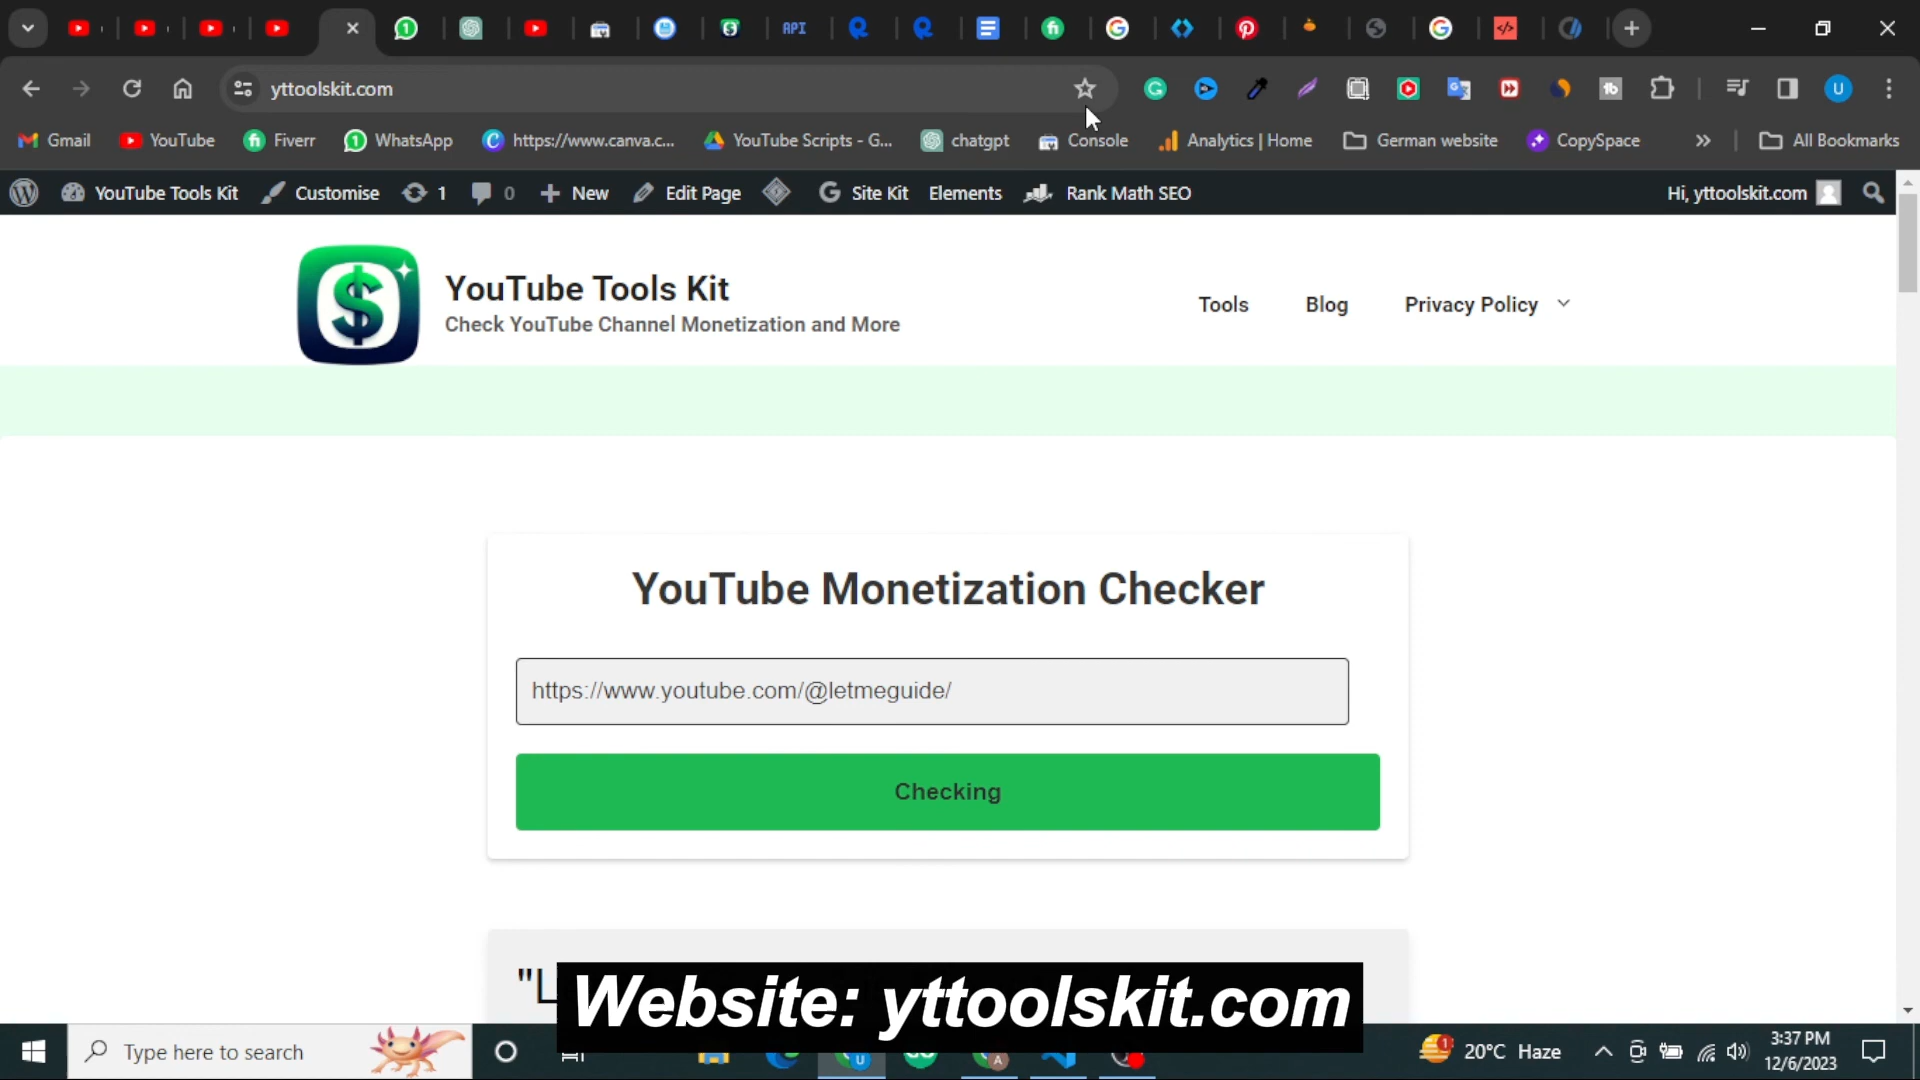 API
yttoolskit.com
Gmail
YouTube
Fiverr
WhatsApp
https://www.canva.c...
YouTube Scripts - G...
chatgpt
Console
Analytics | Home
German website
CopySpace
All Bookmarks
YouTube Tools Kit
Customise
1
0
New
Edit Page
Site Kit
Elements
Rank Math SEO
Hi, yttoolskit.com
YouTube Tools Kit
Check YouTube Channel Monetization and More
Tools
Blog
Privacy Policy
YouTube Monetization Checker
https://www.youtube.com/@letmeguide/
Checking
"L
Website: yttoolskit.com
Type here to search
20°C Haze
3:37 PM
12/6/2023